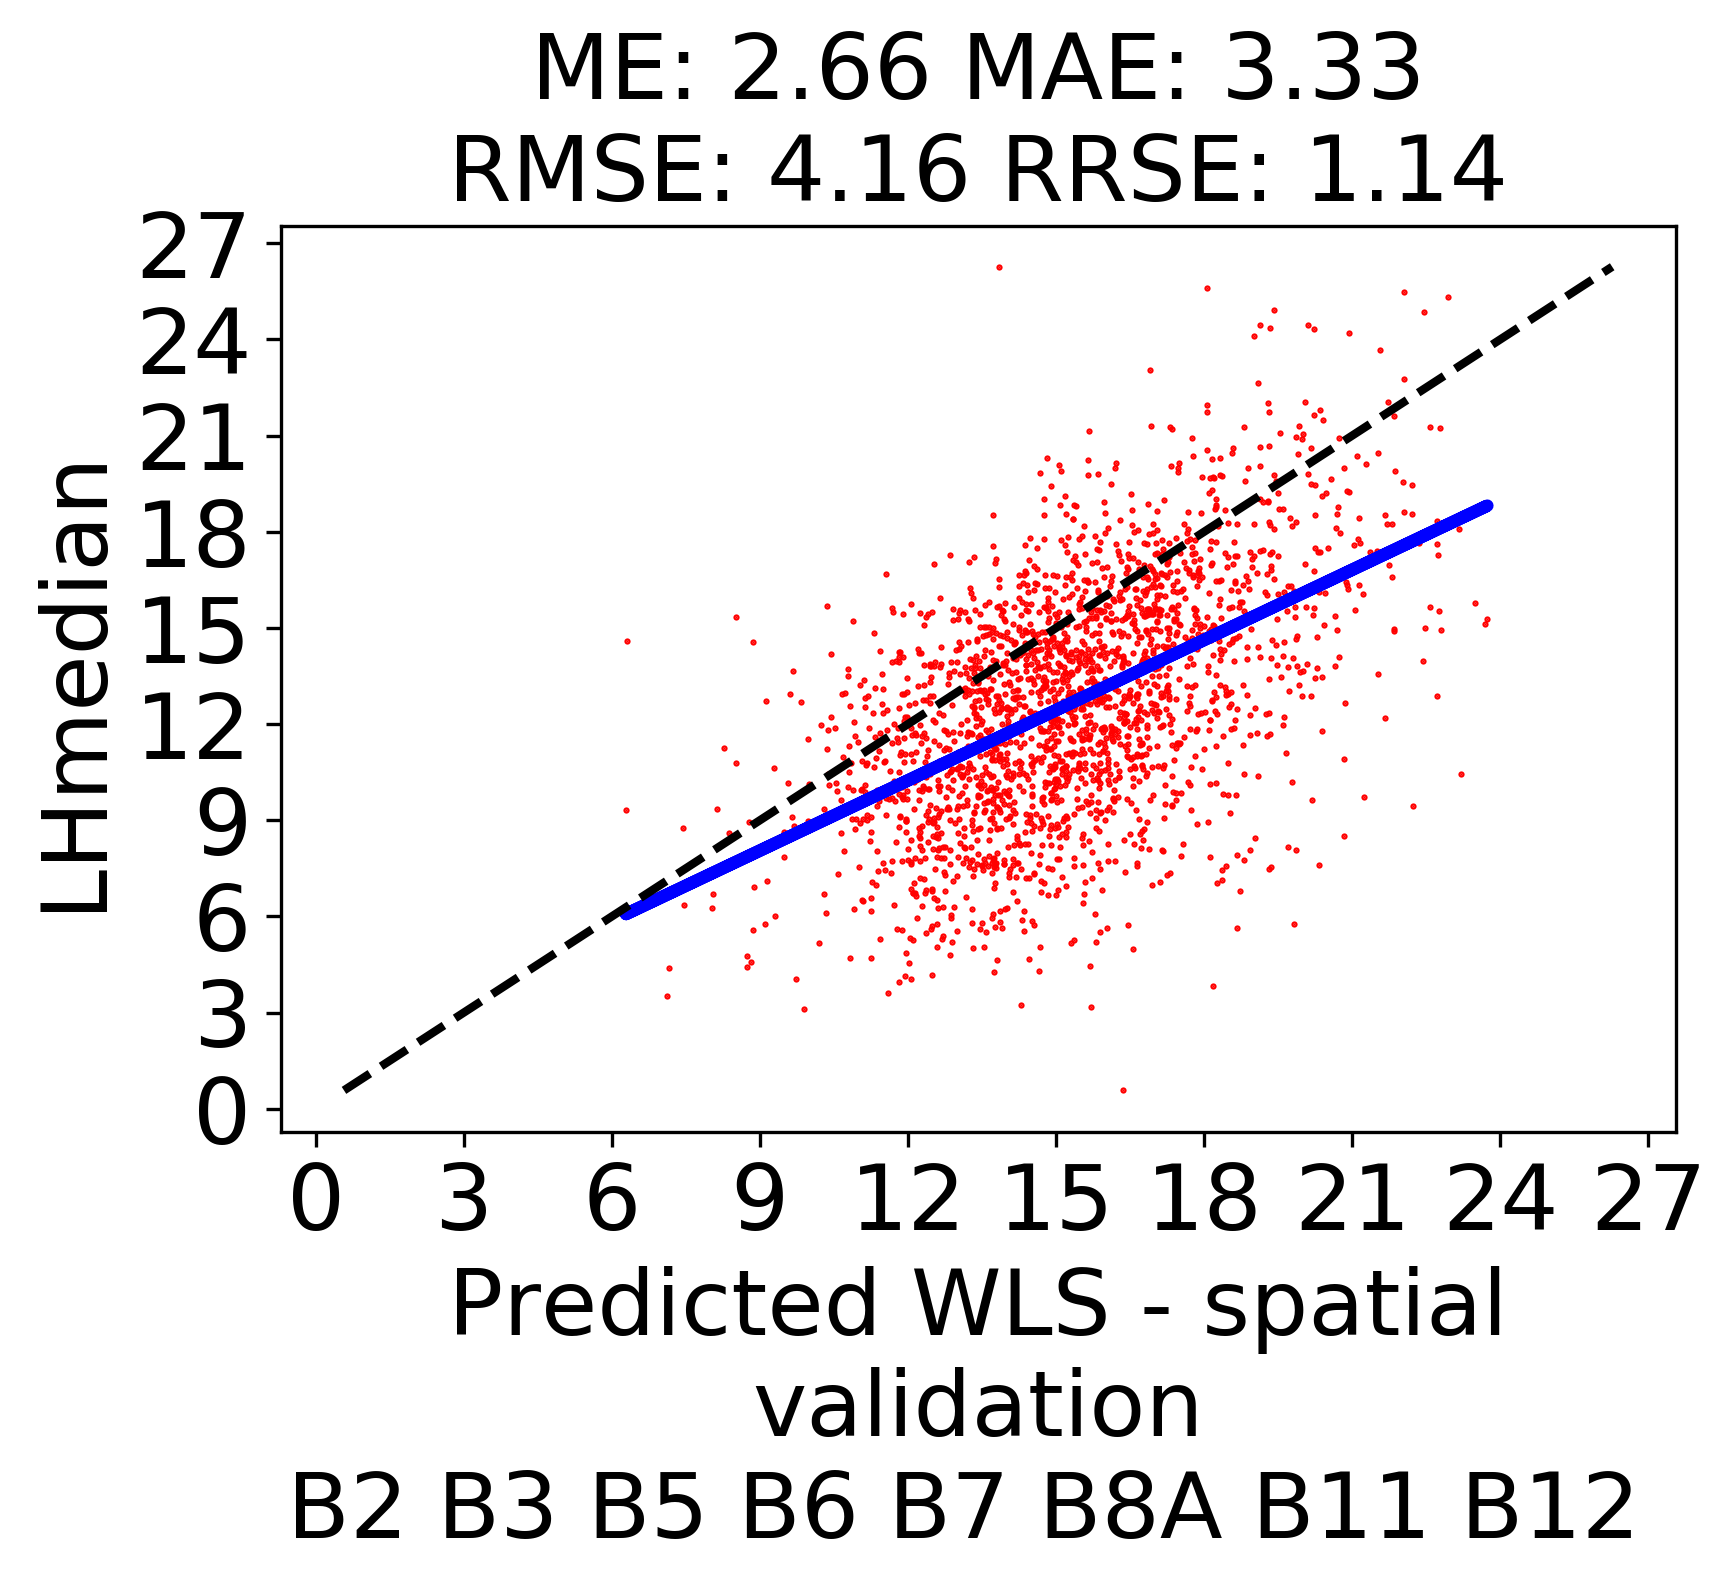 ME: 2.66 MAE: 3.33
RMSE: 4.16 RRSE: 1.14
27
24
21
18
15
12
9
6
3
0
LHmedian
0 3 6 9 12 15 18 21 24 27
Predicted WLS - spatial
validation
B2 B3 B5 B6 B7 B8A B11 B12